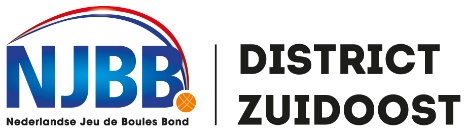 NJBB
Nederlandse Jeu de Boules Bond
DISTRICT
ZUIDOOST